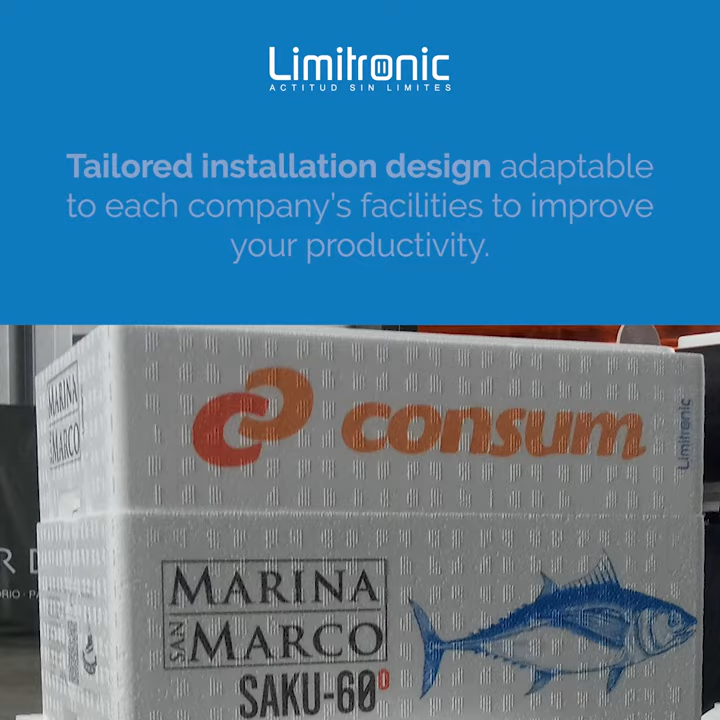 Limitronic
ACTITUD SIN LIMITES
Tailored installation design adaptable
to each company's facilities to improve
your productivity.
MARINA
SAN MARCO
consum
Limitronic
MARINA
SAN MARCO
SAKU-60D